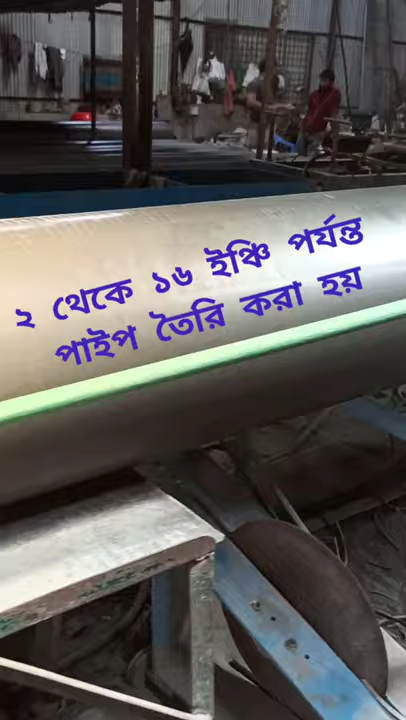 ২ থেকে ১৬ ইঞ্চি পর্যন্ত
পাইপ তৈরি করা হয়